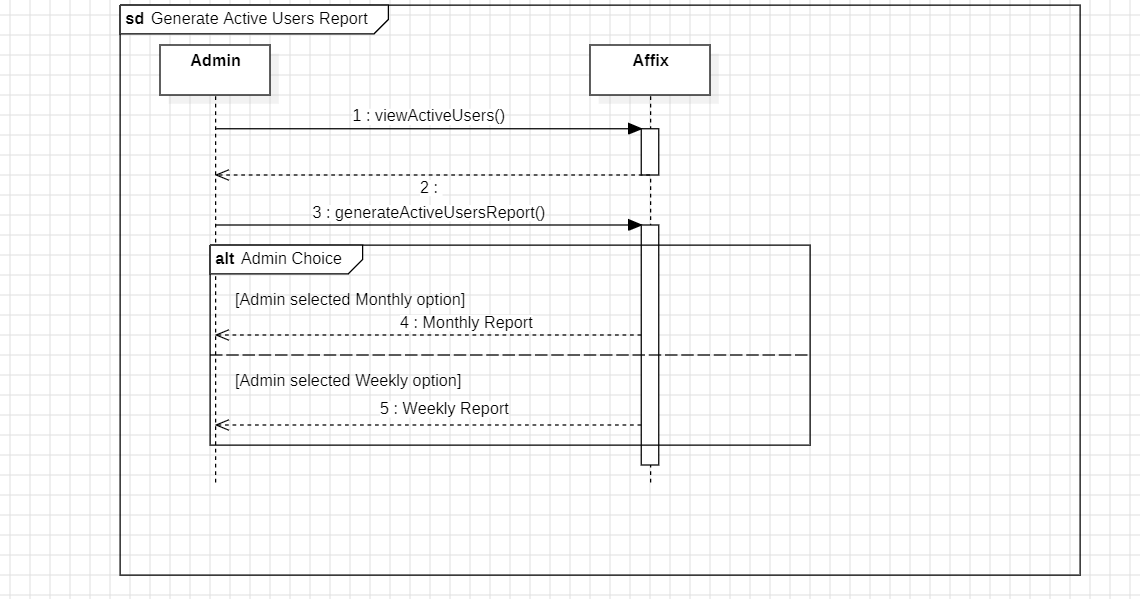 sd Generate Active Users Report
Admin
Affix
1 : viewActiveUsers()
2 :
3 : generateActiveUsersReport()
alt Admin Choice
[Admin selected Monthly option]
4 : Monthly Report
[Admin selected Weekly option]
5 : Weekly Report